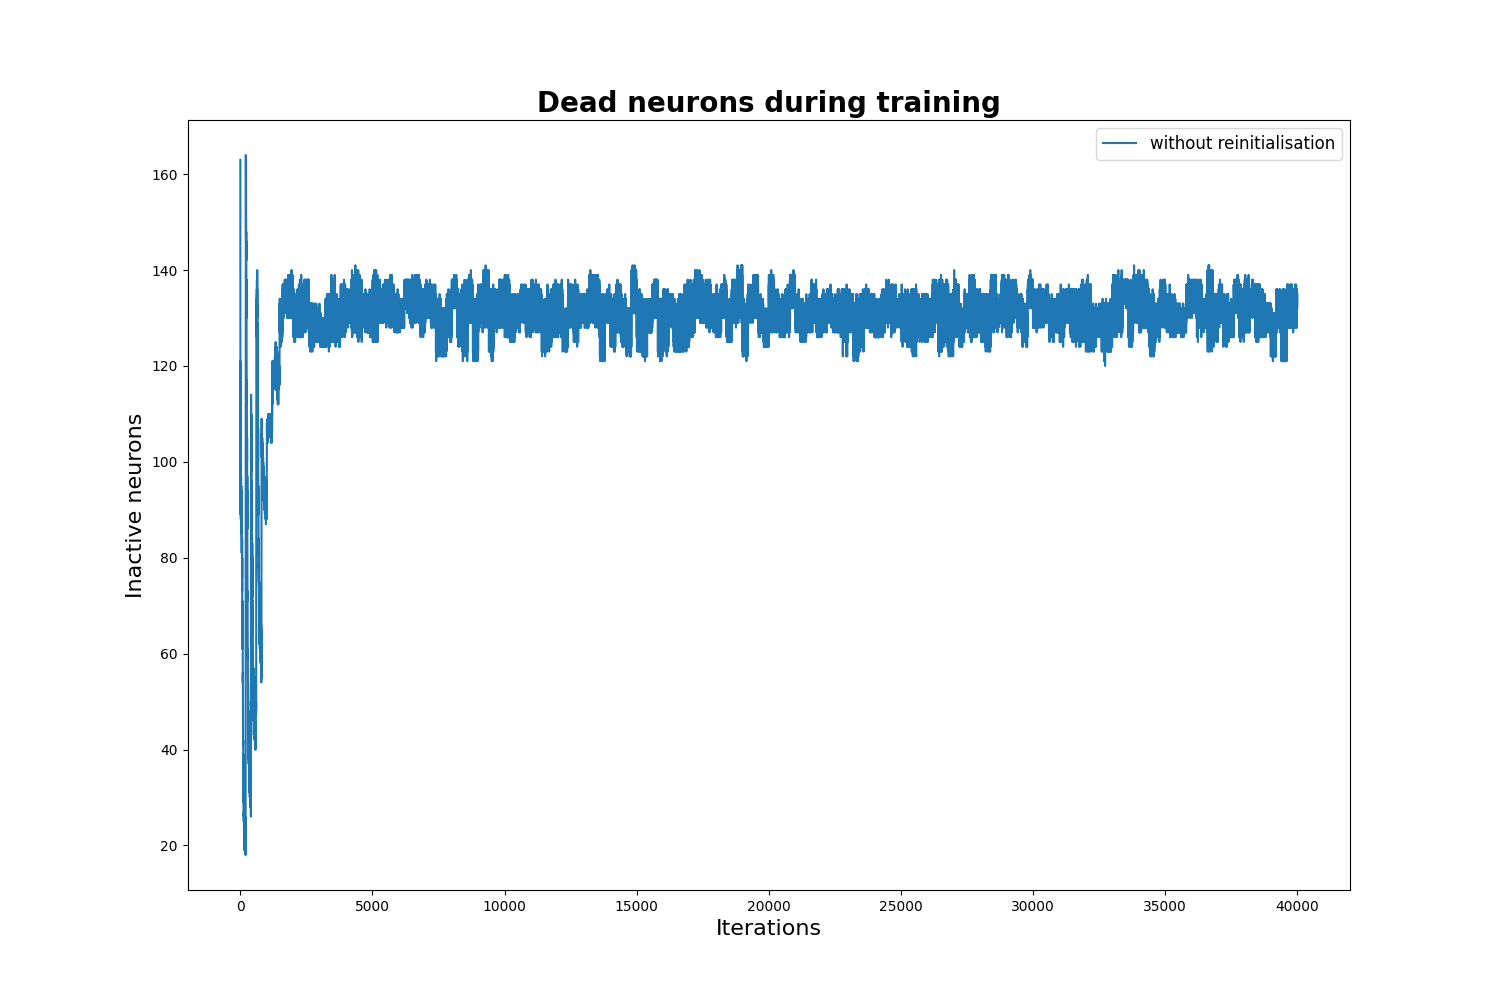 Dead neurons during training
without reinitialisation
160
140
120
100
80
60
40
20
Inactive neurons
0 5000 10000 15000 20000 25000 30000 35000 40000
Iterations